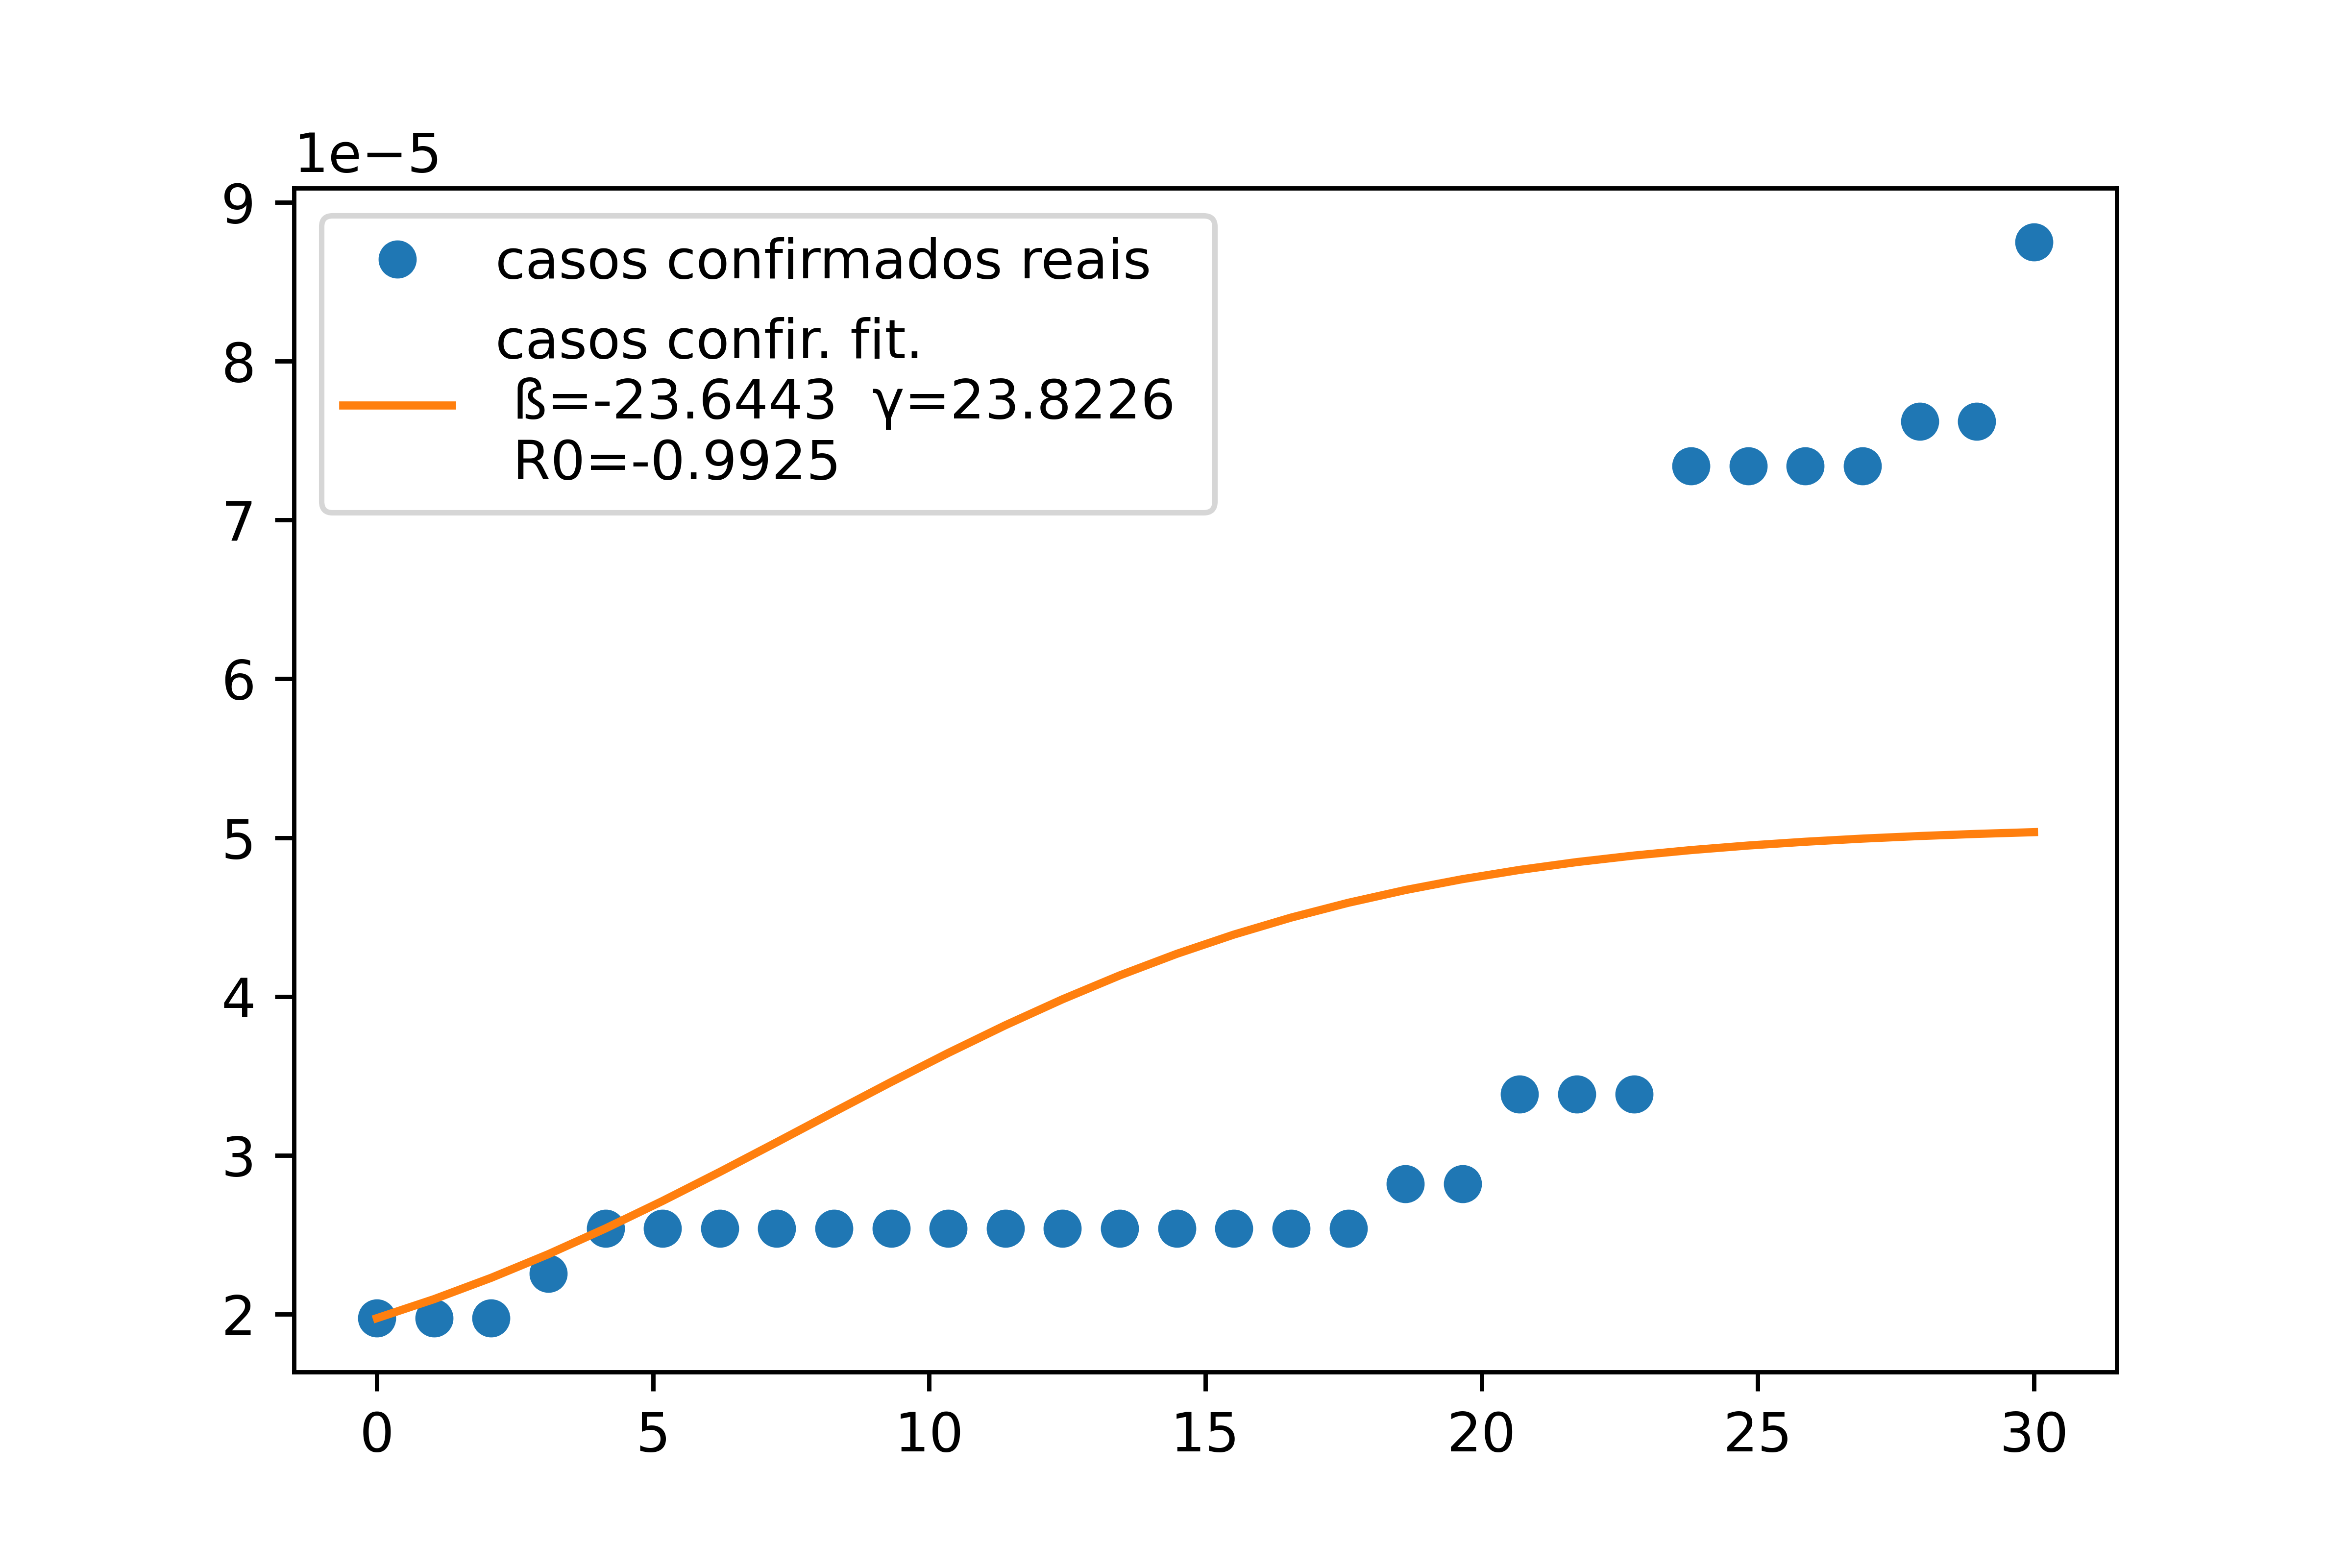 1e−5
9
8
7
6
5
4
3
2
casos confirmados reais
casos confir. fit.
ß=-23.6443 γ=23.8226
R0=-0.9925
0 5 10 15 20 25 30